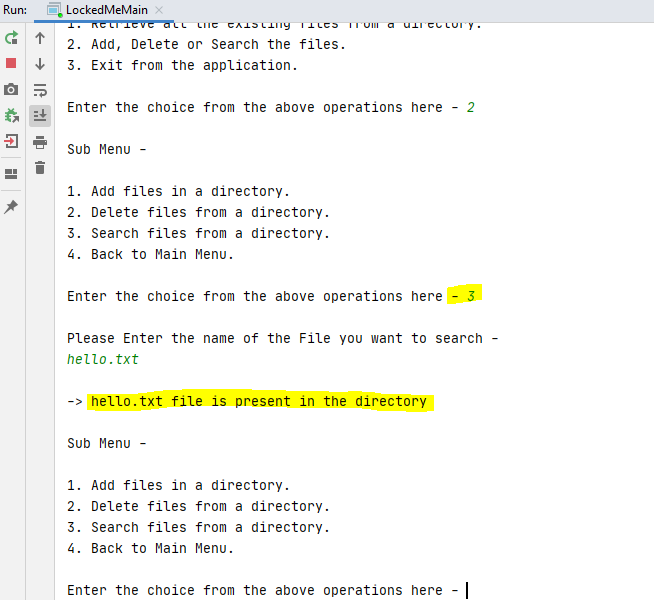 Run: LockedMeMain
1. Retrieve all the existing files from a directory.
2. Add, Delete or Search the files.
3. Exit from the application.
Enter the choice from the above operations here - 2
Sub Menu -
1. Add files in a directory.
2. Delete files from a directory.
3. Search files from a directory.
4. Back to Main Menu.
Enter the choice from the above operations here - 3
Please Enter the name of the File you want to search -
hello.txt
-> hello.txt file is present in the directory
Sub Menu -
1. Add files in a directory.
2. Delete files from a directory.
3. Search files from a directory.
4. Back to Main Menu.
Enter the choice from the above operations here -